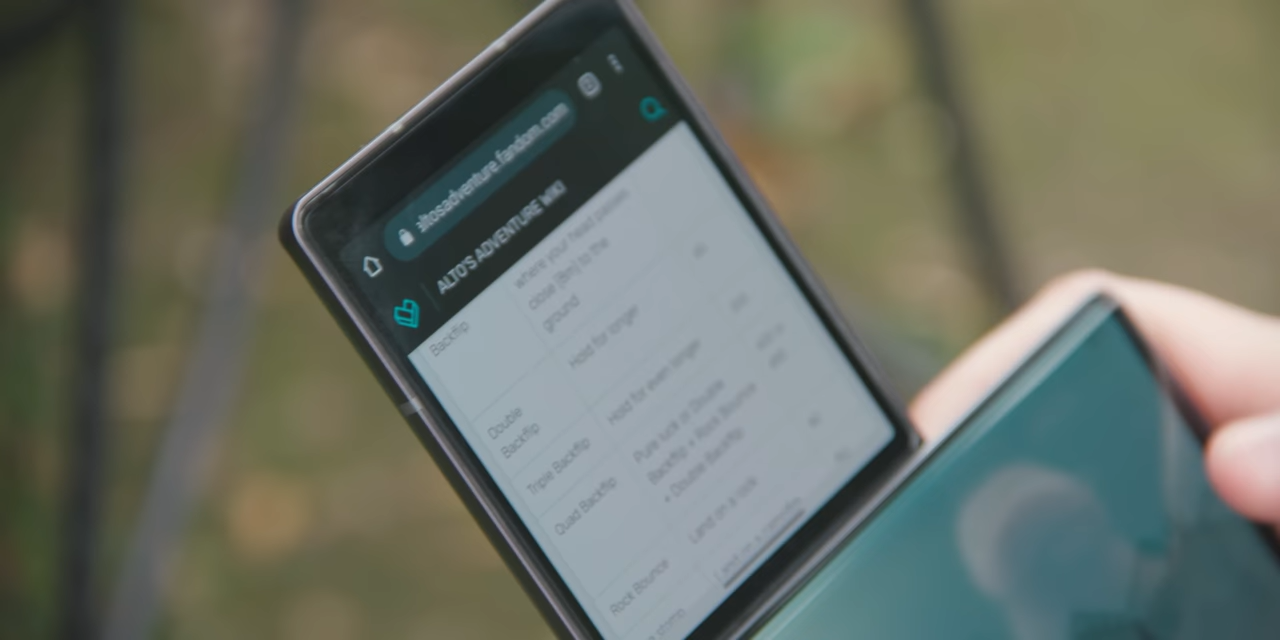 altosadventure.fandom.com
ALTO'S ADVENTURE WIKI
where your head passes
Backflip
close (8m) to the
ground
Double
Backflip
Hold for longer
Triple Backflip
Hold for even longer
Quad Backflip
Pure luck or Double
Backflip + Rock Bounce
+ Double Backflip
Rock Bounce
Land on a rock